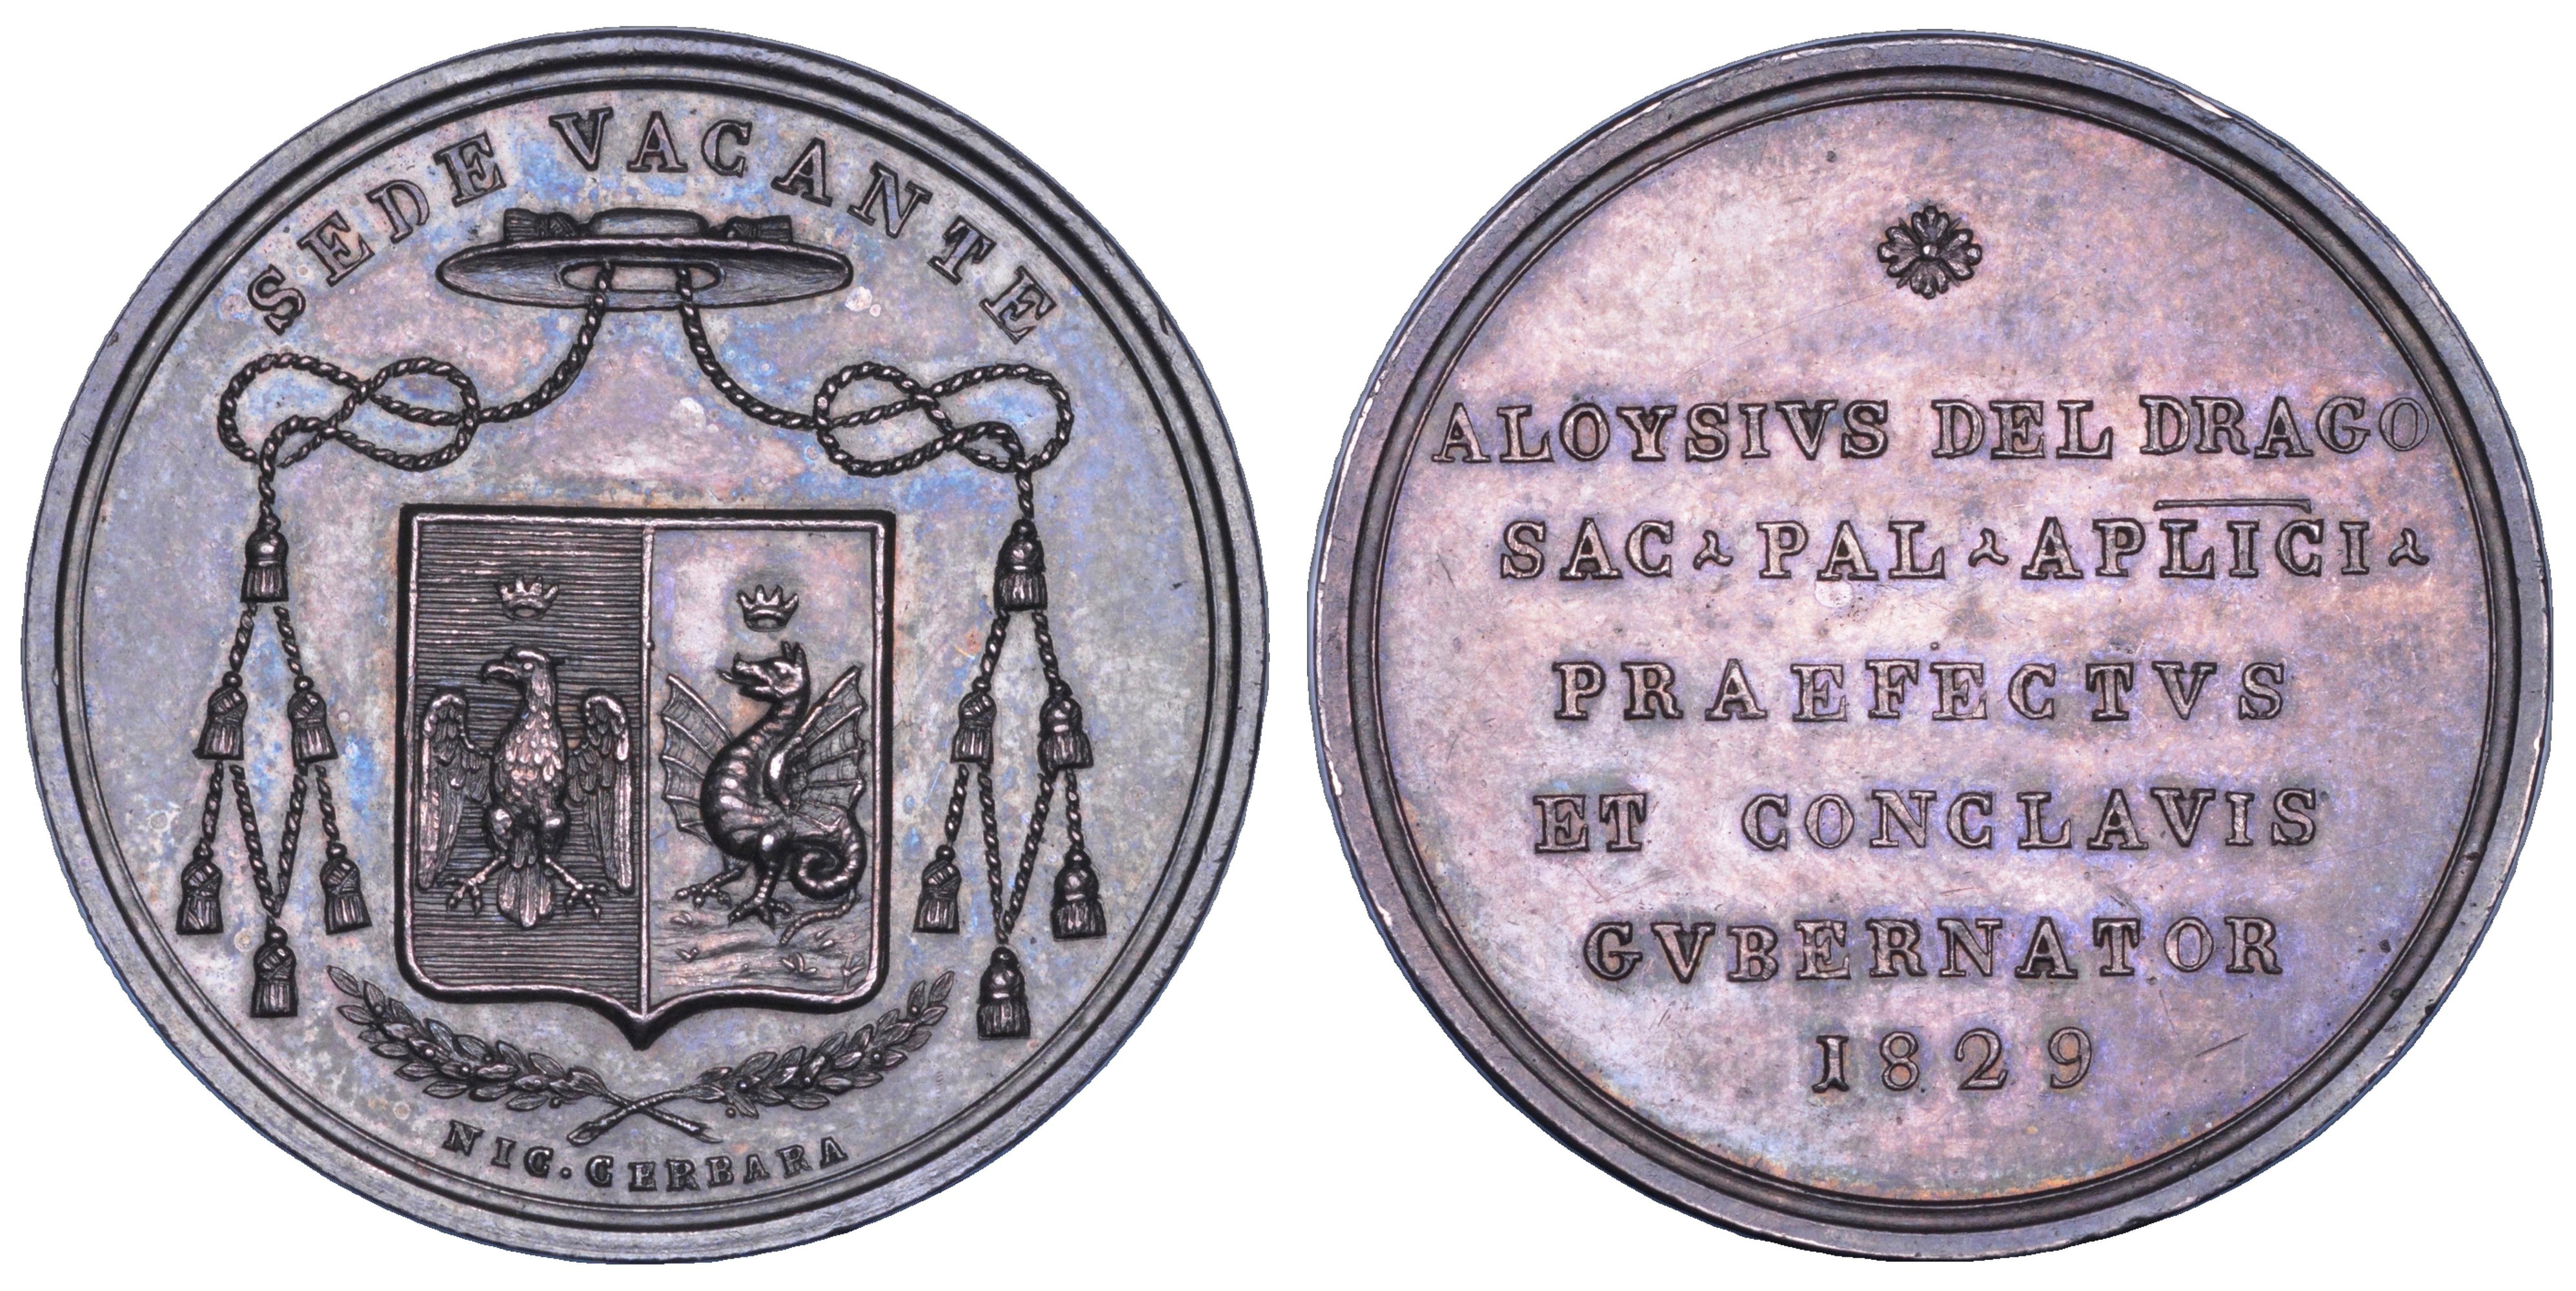 SEDE VACANTE
NIC. CERBARA
ALOYSIVS DEL DRAGO
SAC PAL APLICI
PRAEFECTVS
ET CONCLAVIS
GVBERNATOR
1829